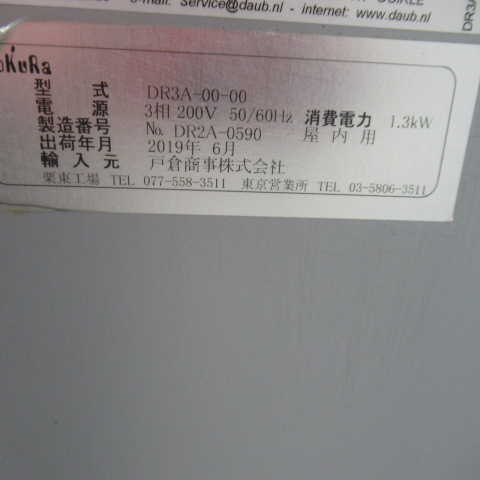 e-mail: Service@daub.nl - internet: www.daub.nl
DR3A
okuRa
型 式 DR3A-00-00
電 源 3相 200V 50/60Hz 消費電力 1.3kW
製造番号 No. DR2A-0590 屋内用
出荷年月 2019年 6月
輸入元 戸倉商事株式会社
栗東工場 TEL 077-558-3511 東京営業所 TEL 03-5806-3511